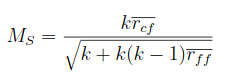 $M_S = \frac{k\overline{r_{cf}}}{\sqrt{k + k(k-1)\overline{r_{ff}}}}$